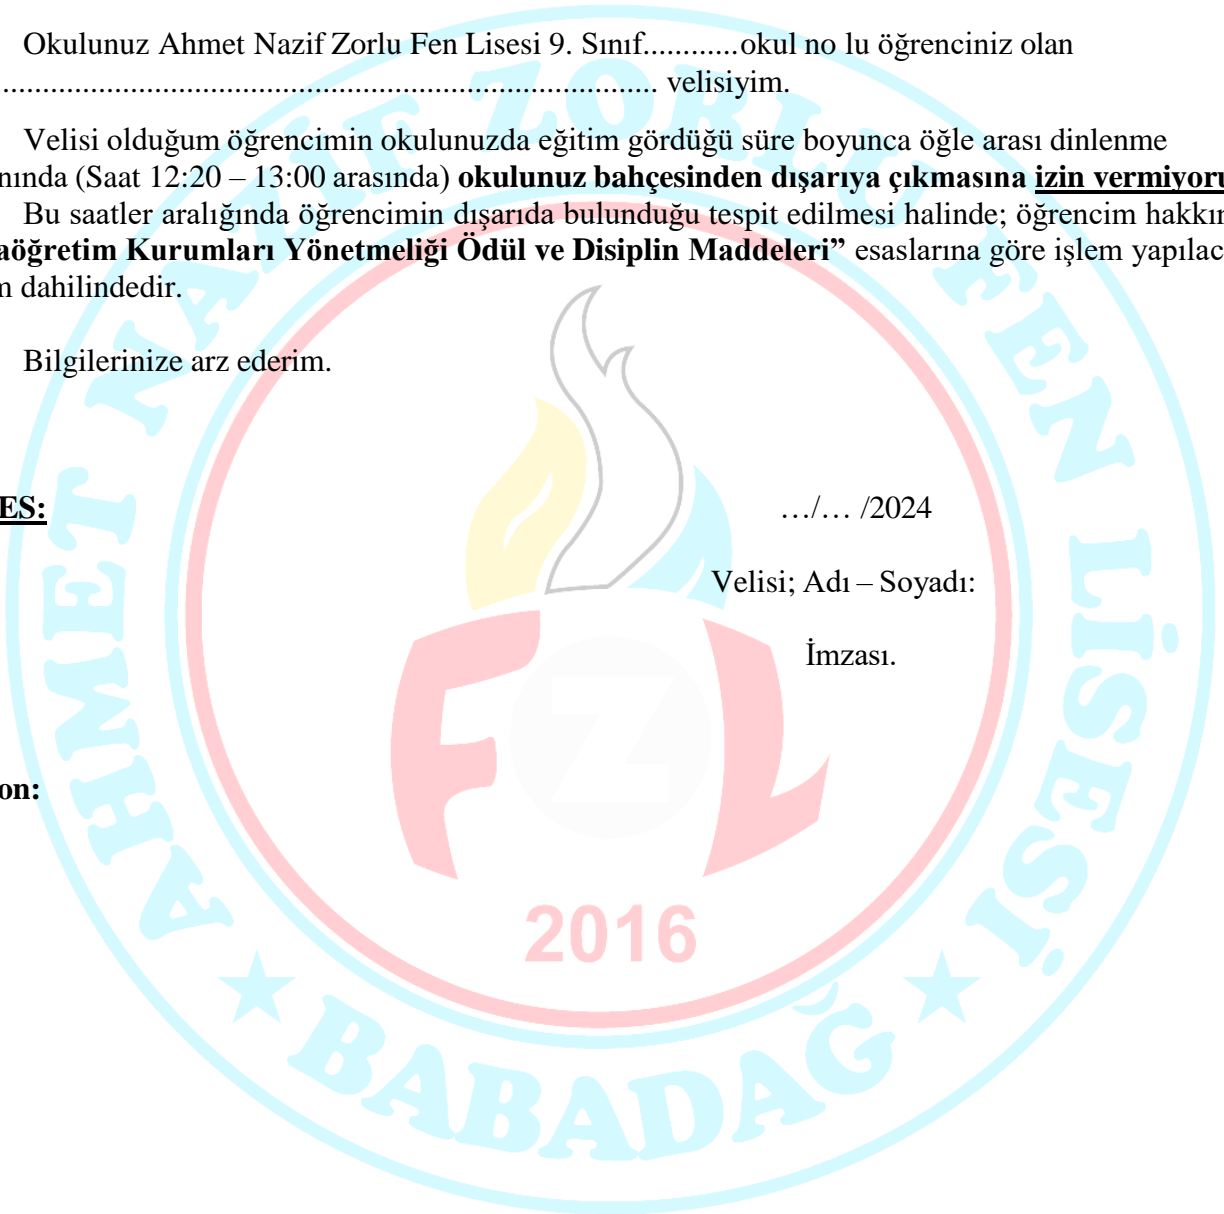 Okulunuz Ahmet Nazif Zorlu Fen Lisesi 9. Sınıf............okul no lu öğrenciniz olan
.................................................................................. velisiyim.
Velisi olduğum öğrencimin okulunuzda eğitim gördüğü süre boyunca öğle arası dinlenme
nında (Saat 12:20 – 13:00 arasında) okulunuz bahçesinden dışarıya çıkmasına izin vermiyoru
Bu saatler aralığında öğrencimin dışarıda bulunduğu tespit edilmesi halinde; öğrencim hakkın
aöğretim Kurumları Yönetmeliği Ödül ve Disiplin Maddeleri” esaslarına göre işlem yapılac
m dahilindedir.
Bilgilerinize arz ederim.
ES:
…/… /2024
Velisi; Adı – Soyadı:
İmzası.
on:
AHMET NAZİF ZORLU FEN LİSESİ
FZL
2016
★ BABADAĞ ★